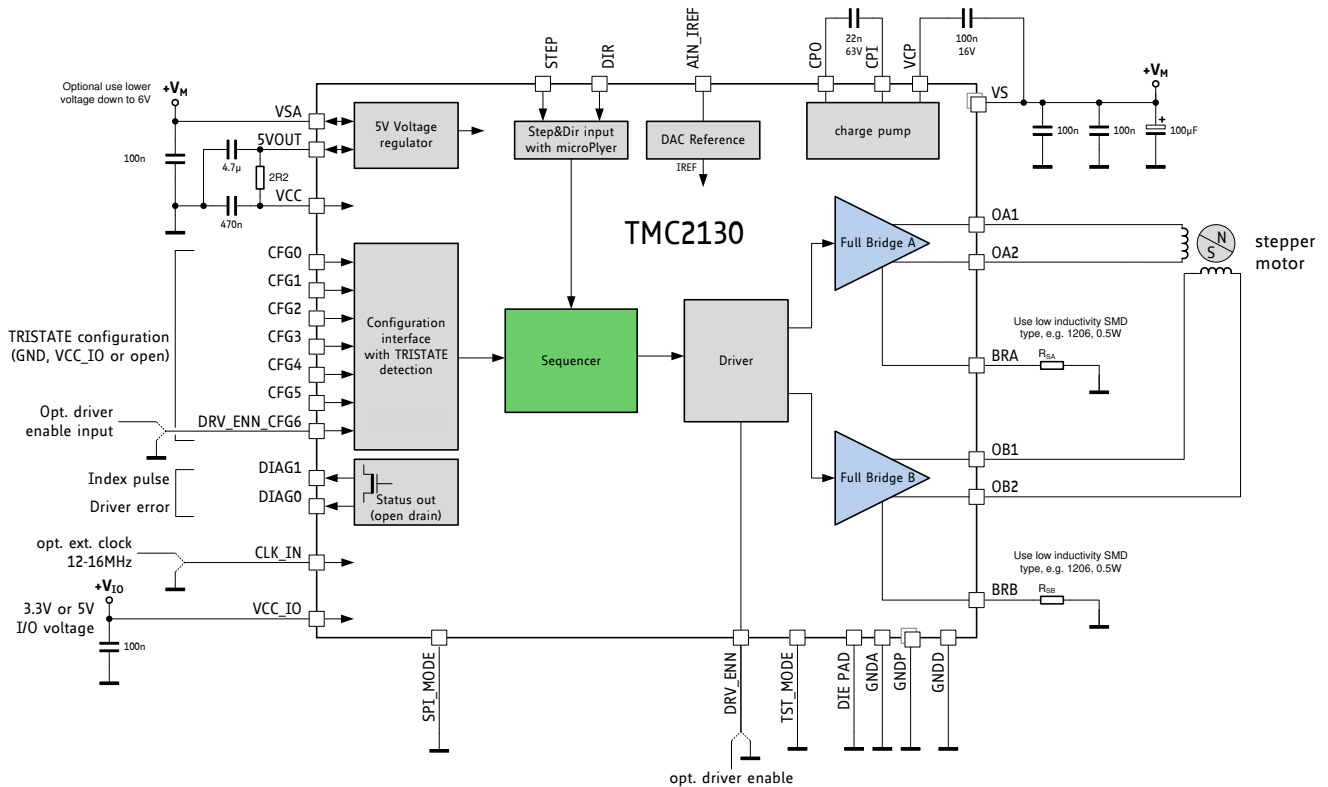 STEP
DIR
AIN_IREF
CPO
22n
63V
CPI
VCP
100n
16V
Optional use lower
voltage down to 6V
+VM
VSA
5VOUT
100n
4.7µ
2R2
VCC
470n
5V Voltage
regulator
Step&Dir input
with microPlyer
DAC Reference
IREF
charge pump
VS
+VM
100n
100n
+
100µF
TMC2130
TRISTATE configuration
(GND, VCC_IO or open)
CFG0
CFG1
CFG2
CFG3
CFG4
CFG5
DRV_ENN_CFG6
Opt. driver
enable input
Configuration
interface
with TRISTATE
detection
Sequencer
Driver
Full Bridge A
Full Bridge B
OA1
OA2
N
S
stepper
motor
Use low inductivity SMD
type, e.g. 1206, 0.5W
BRA
RSA
OB1
OB2
Use low inductivity SMD
type, e.g. 1206, 0.5W
BRB
RSB
Index pulse
Driver error
DIAG1
DIAG0
Status out
(open drain)
opt. ext. clock
12-16MHz
CLK_IN
+VIO
3.3V or 5V
I/O voltage
VCC_IO
100n
SPI_MODE
DRV_ENN
TST_MODE
DIE PAD
GNDA
GNDP
GNDD
opt. driver enable